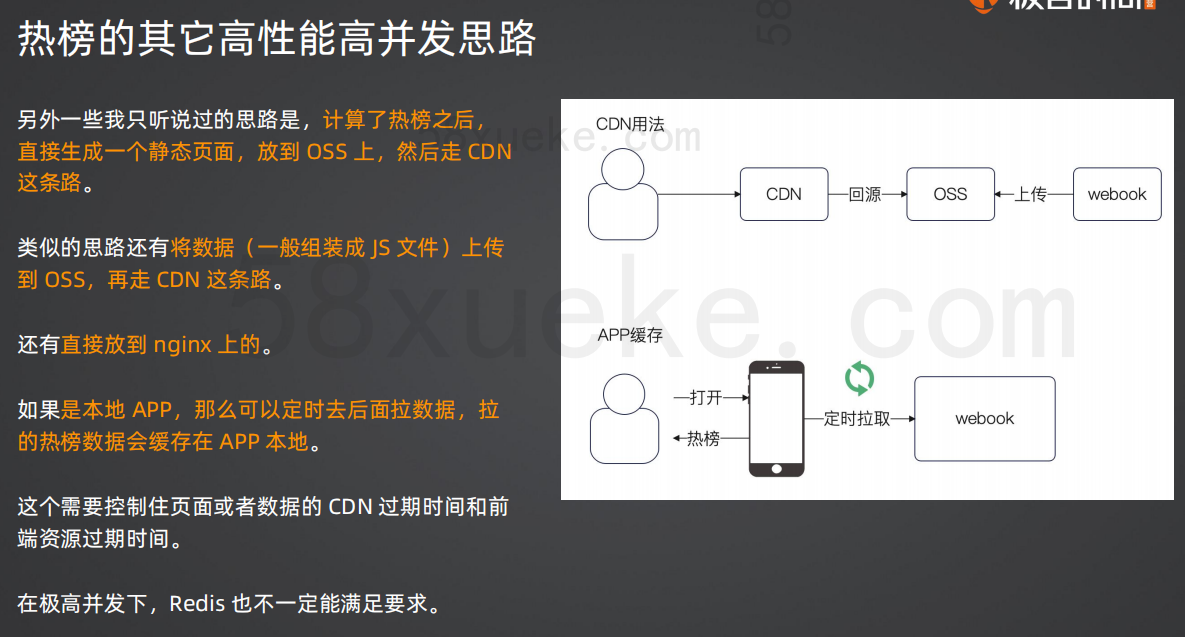 热榜的其它高性能高并发思路
另外一些我只听说过的思路是，计算了热榜之后，
直接生成一个静态页面，放到 OSS 上，然后走 CDN
这条路。
类似的思路还有将数据（一般组装成 JS 文件）上传
到 OSS，再走 CDN 这条路。
还有直接放到 nginx 上的。
如果是本地 APP，那么可以定时去后面拉数据，拉
的热榜数据会缓存在 APP 本地。
这个需要控制住页面或者数据的 CDN 过期时间和前
端资源过期时间。
在极高并发下，Redis 也不一定能满足要求。
CDN用法
CDN
回源
OSS
上传
webook
APP缓存
打开
热榜
定时拉取
webook
58xueke.com